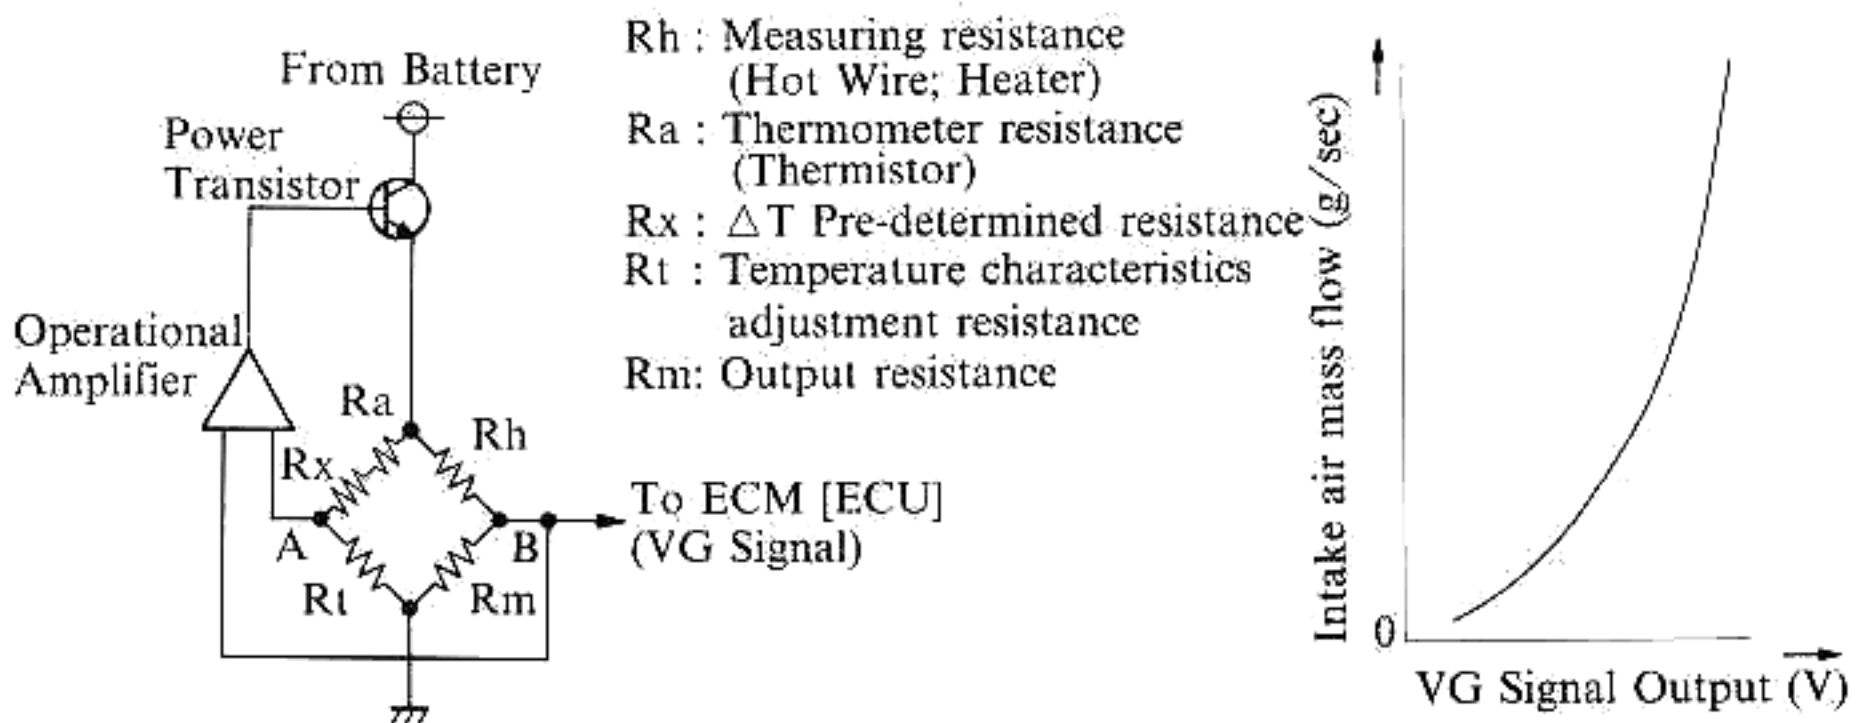 From Battery
Power
Transistor
Operational
Amplifier
Ra
Rh
Rx
A
B
Rt
Rm
To ECM [ECU]
(VG Signal)
Rh : Measuring resistance
(Hot Wire; Heater)
Ra : Thermometer resistance
(Thermistor)
Rx : △T Pre-determined resistance
Rt : Temperature characteristics
adjustment resistance
Rm: Output resistance
Intake air mass flow (g/sec)
0
VG Signal Output (V)